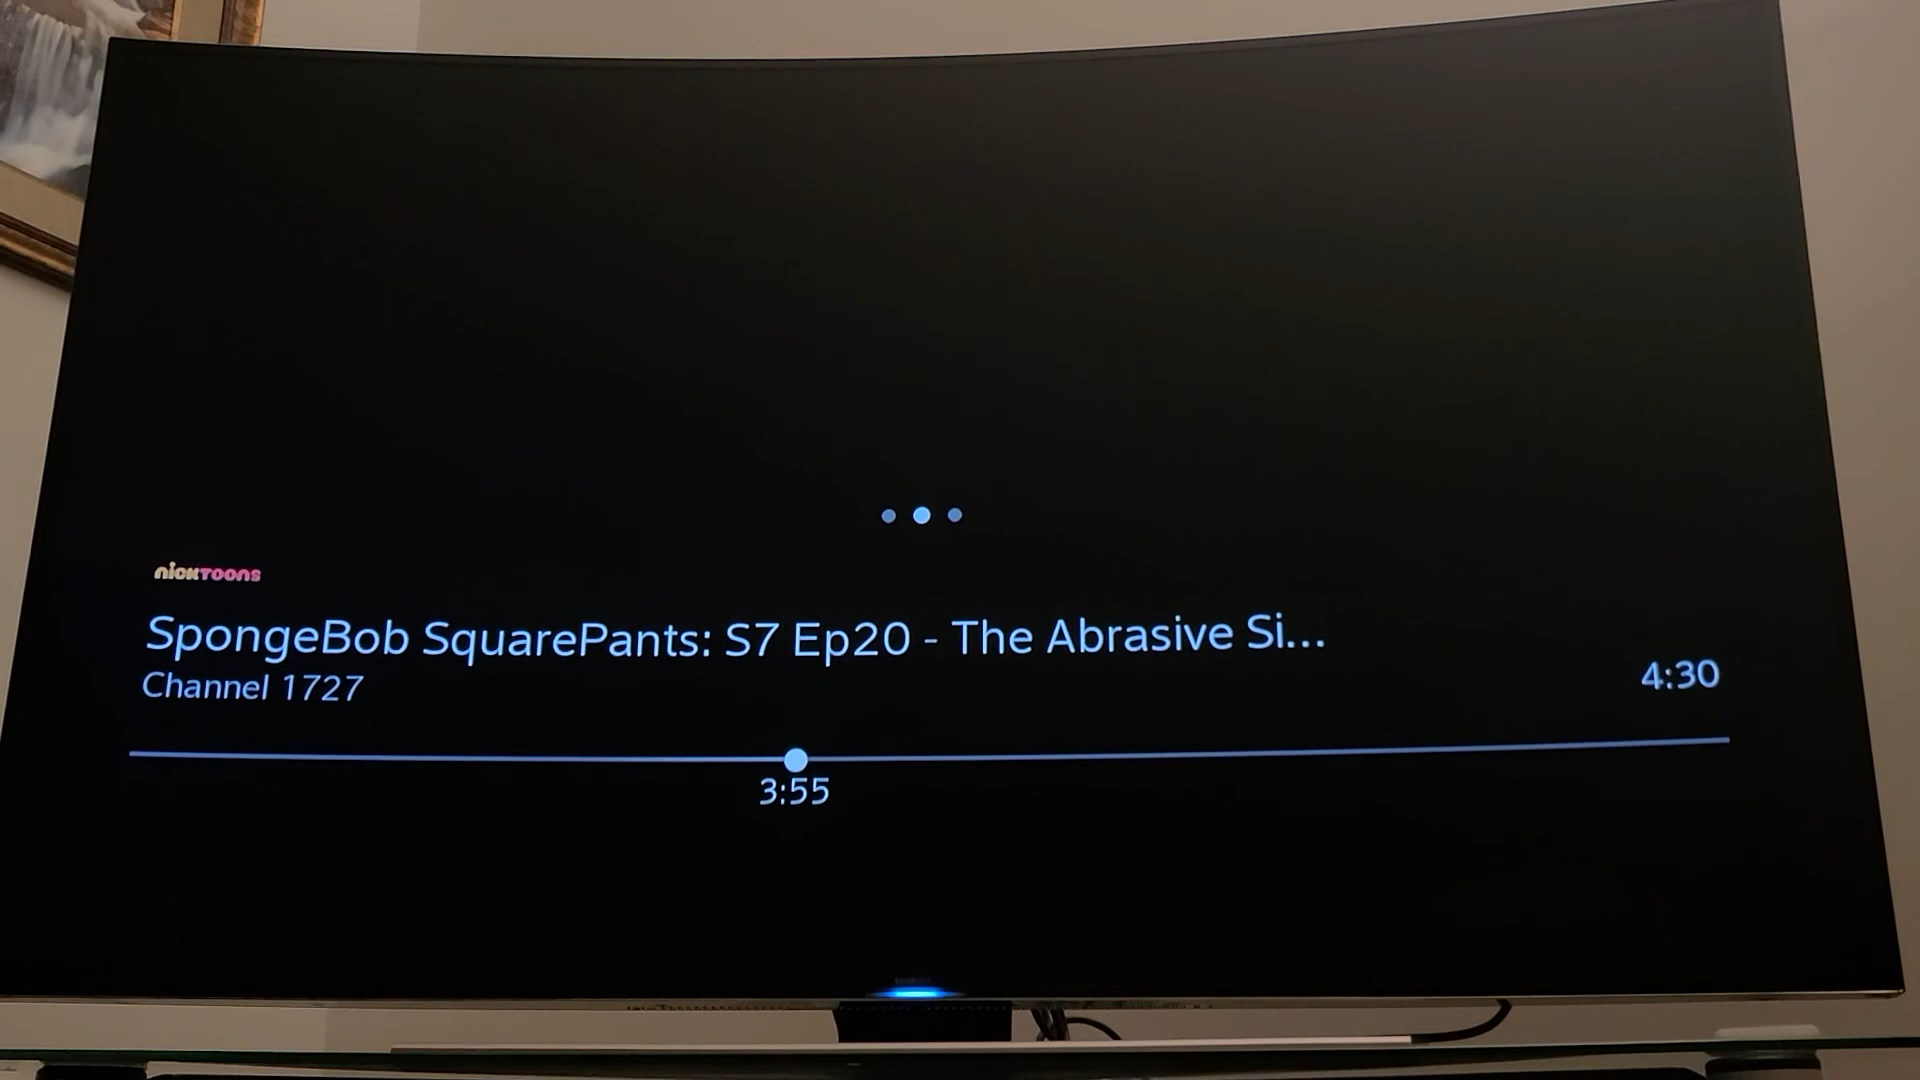 nickTOONS
SpongeBob SquarePants: S7 Ep20 - The Abrasive Si...
Channel 1727
4:30
3:55